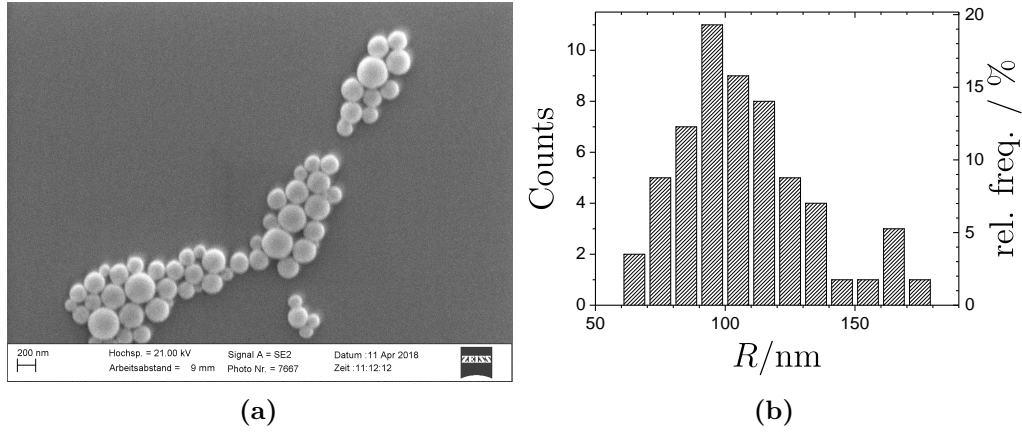 200 nm
Hochsp. = 21.00 kV
Signal A = SE2
Datum :11 Apr 2018
Arbeitsabstand = 9 mm
Photo Nr. = 7667
Zeit :11:12:12
ZEISS
(a)
Counts
10
8
6
4
2
0
50
100
150
R/nm
20
15
10
5
0
rel. freq. / %
(b)